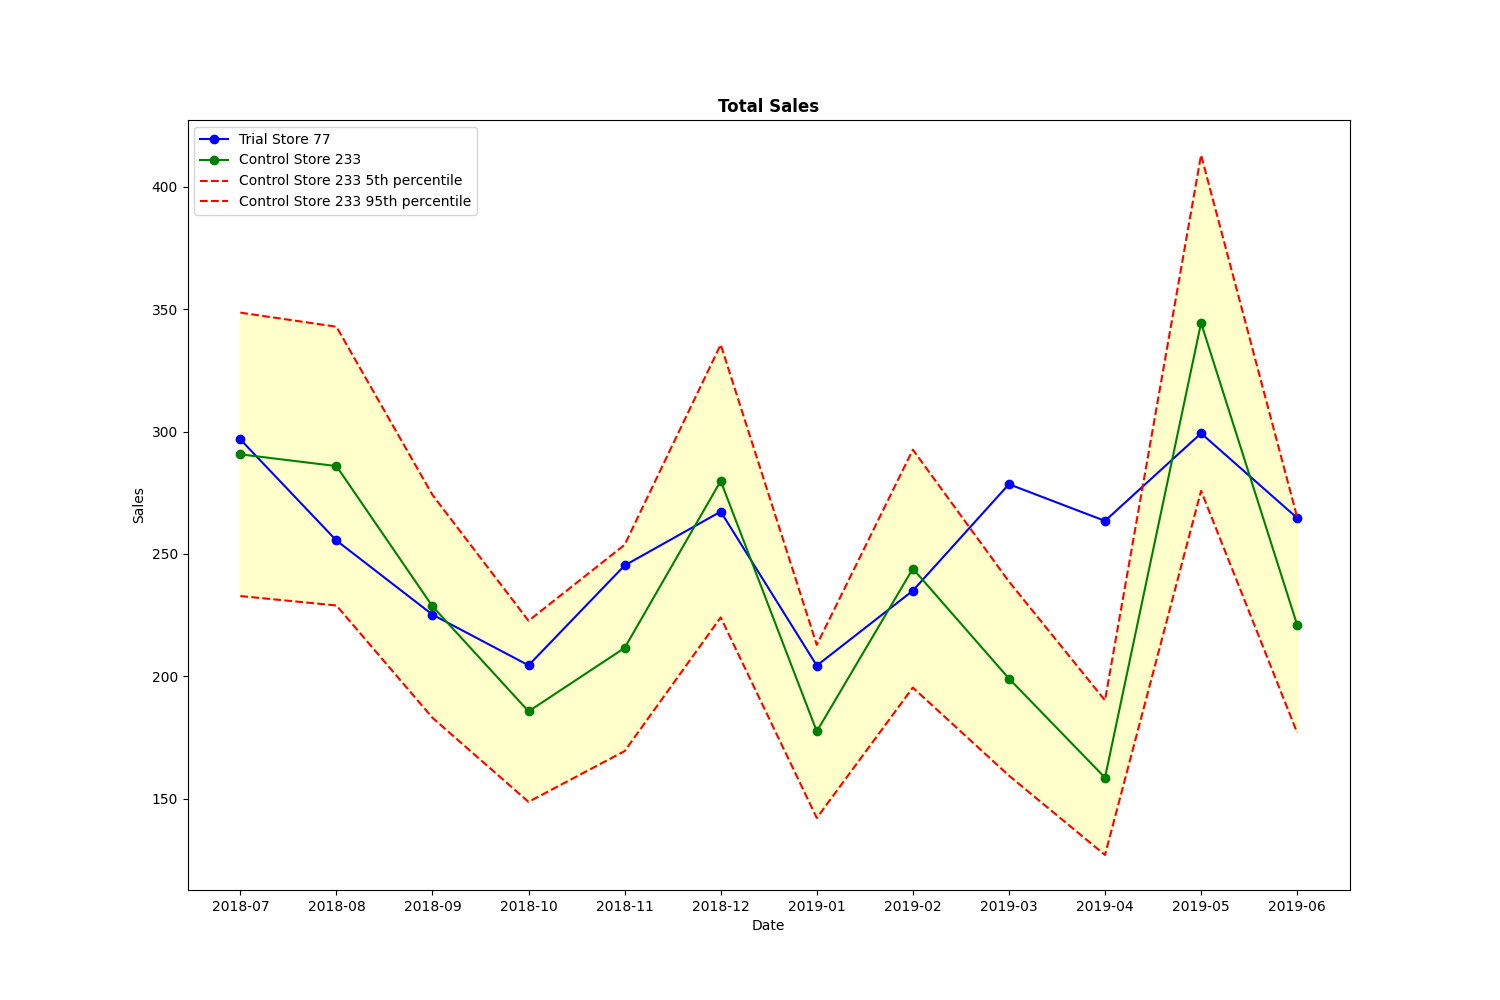 Total Sales
Trial Store 77
Control Store 233
Control Store 233 5th percentile
Control Store 233 95th percentile
400
350
300
250
200
150
Sales
2018-07 2018-08 2018-09 2018-10 2018-11 2018-12 2019-01 2019-02 2019-03 2019-04 2019-05 2019-06
Date